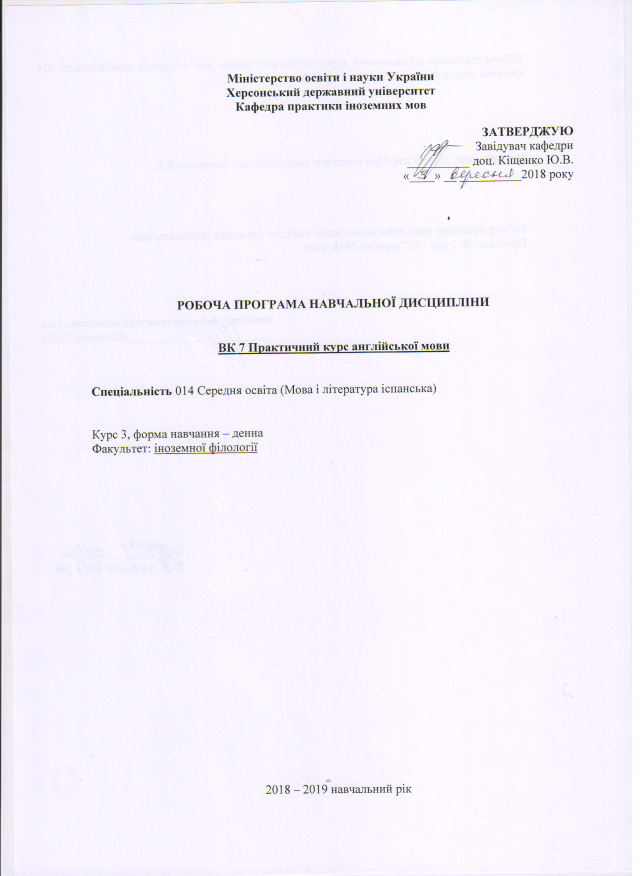 Міністерство освіти і науки України
Херсонський державний університет
Кафедра практики іноземних мов
ЗАТВЕРДЖУЮ
Завідувач кафедри
__________ доц. Кіщенко Ю.В.
«____» вересня 2018 року
РОБОЧА ПРОГРАМА НАВЧАЛЬНОЇ ДИСЦИПЛІНИ
ВК 7 Практичний курс англійської мови
Спеціальність 014 Середня освіта (Мова і література іспанська)
Курс 3, форма навчання – денна
Факультет: іноземної філології
2018 – 2019 навчальний рік